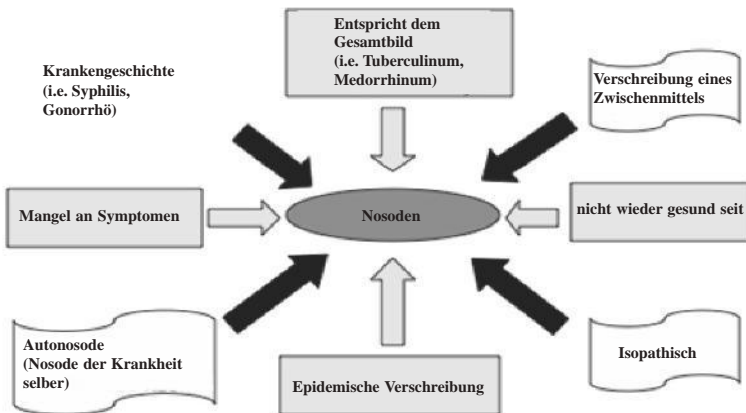 Krankengeschichte
(i.e. Syphilis,
Gonorrhö)
Entspricht dem
Gesamtbild
(i.e. Tuberculinum,
Medorrhinum)
Verschreibung eines
Zwischenmittels
Mangel an Symptomen
Nosoden
nicht wieder gesund seit
Autonosode
(Nosode der Krankheit
selber)
Epidemische Verschreibung
Isopathisch